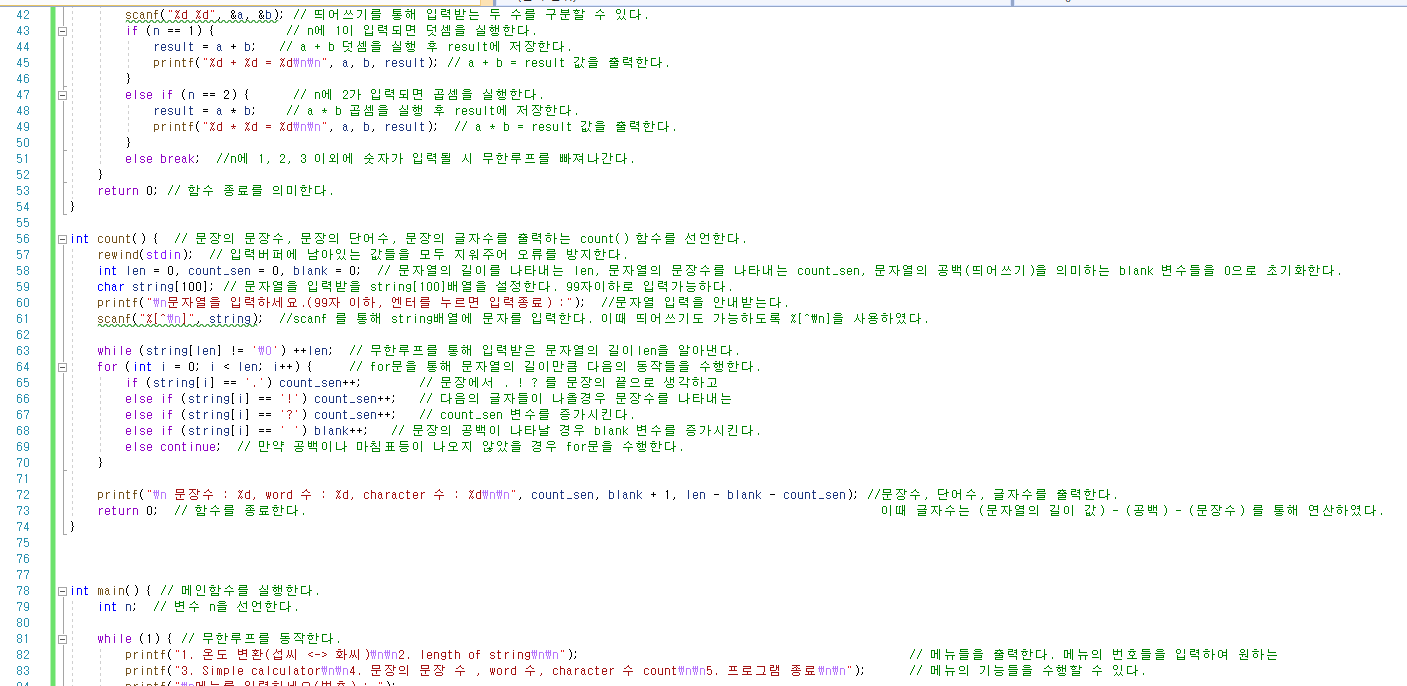 42 scanf("%d %d", &a, &b); // 띄어쓰기를 통해 입력받는 두 수를 구분할 수 있다.
43 if (n == 1) { // n에 1이 입력되면 덧셈을 실행한다.
44 result = a + b; // a + b 덧셈을 실행 후 result에 저장한다.
45 printf("%d + %d = %d₩n₩n", a, b, result); // a + b = result 값을 출력한다.
46 }
47 else if (n == 2) { // n에 2가 입력되면 곱셈을 실행한다.
48 result = a * b; // a * b 곱셈을 실행 후 result에 저장한다.
49 printf("%d * %d = %d₩n₩n", a, b, result); // a * b = result 값을 출력한다.
50 }
51 else break; //n에 1, 2, 3 이외에 숫자가 입력될 시 무한루프를 빠져나간다.
52 }
53 return 0; // 함수 종료를 의미한다.
54 }
55
56 int count() { // 문장의 문장수, 문장의 단어수, 문장의 글자수를 출력하는 count() 함수를 선언한다.
57 rewind(stdin); // 입력버퍼에 남아있는 값들을 모두 지워주어 오류를 방지한다.
58 int len = 0, count_sen = 0, blank = 0; // 문자열의 길이를 나타내는 len, 문자열의 문장수를 나타내는 count_sen, 문자열의 공백(띄어쓰기)을 의미하는 blank 변수들을 0으로 초기화한다.
59 char string[100]; // 문자열을 입력받을 string[100]배열을 설정한다. 99자이하로 입력가능하다.
60 printf("₩n문자열을 입력하세요.(99자 이하, 엔터를 누르면 입력종료) :"); //문자열 입력을 안내받는다.
61 scanf("%[^₩n]", string); //scanf 를 통해 string배열에 문자를 입력한다. 이때 띄어쓰기도 가능하도록 %[^₩n]을 사용하였다.
62
63 while (string[len] != '₩0') ++len; // 무한루프를 통해 입력받은 문자열의 길이len을 알아낸다.
64 for (int i = 0; i < len; i++) { // for문을 통해 문자열의 길이만큼 다음의 동작들을 수행한다.
65 if (string[i] == '.') count_sen++; // 문장에서 . ! ? 를 문장의 끝으로 생각하고
66 else if (string[i] == '!') count_sen++; // 다음의 글자들이 나올경우 문장수를 나타내는
67 else if (string[i] == '?') count_sen++; // count_sen 변수를 증가시킨다.
68 else if (string[i] == ' ') blank++; // 문장의 공백이 나타날 경우 blank 변수를 증가시킨다.
69 else continue; // 만약 공백이나 마침표등이 나오지 않았을 경우 for문을 수행한다.
70 }
71
72 printf("₩n 문장수 : %d, word 수 : %d, character 수 : %d₩n₩n", count_sen, blank + 1, len - blank - count_sen); //문장수, 단어수, 글자수를 출력한다.
73 return 0; // 함수를 종료한다. 이때 글자수는 (문자열의 길이 값) - (공백) - (문장수) 를 통해 연산하였다.
74 }
75
76
77
78 int main() { // 메인함수를 실행한다.
79 int n; // 변수 n을 선언한다.
80
81 while (1) { // 무한루프를 동작한다.
82 printf("1. 온도 변환(섭씨 <-> 화씨)₩n₩n2. length of string₩n₩n"); // 메뉴들을 출력한다. 메뉴의 번호들을 입력하여 원하는
83 printf("3. Simple calculator₩n₩n4. 문장의 문장 수 , word 수, character 수 count₩n₩n5. 프로그램 종료₩n₩n"); // 메뉴의 기능들을 수행할 수 있다.
84 printf("₩n메뉴를 입력하세요(번호) : ");